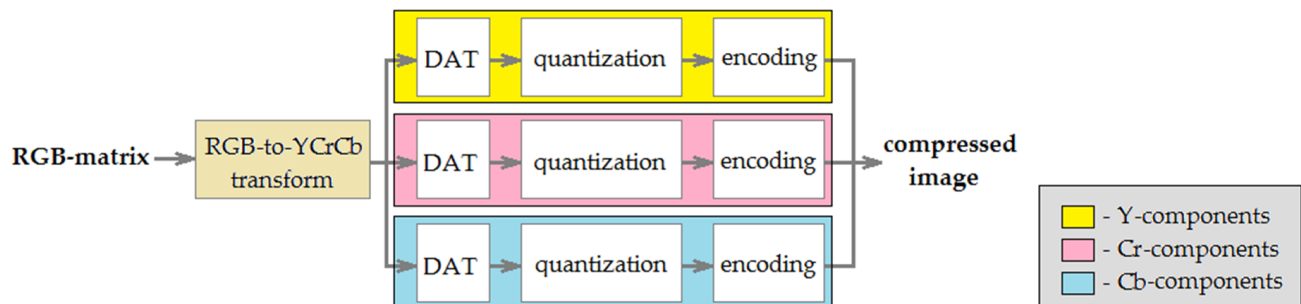 DAT quantization encoding
RGB-matrix
RGB-to-YCrCb
transform
DAT quantization encoding
compressed
image
DAT quantization encoding
- Y-components
- Cr-components
- Cb-components